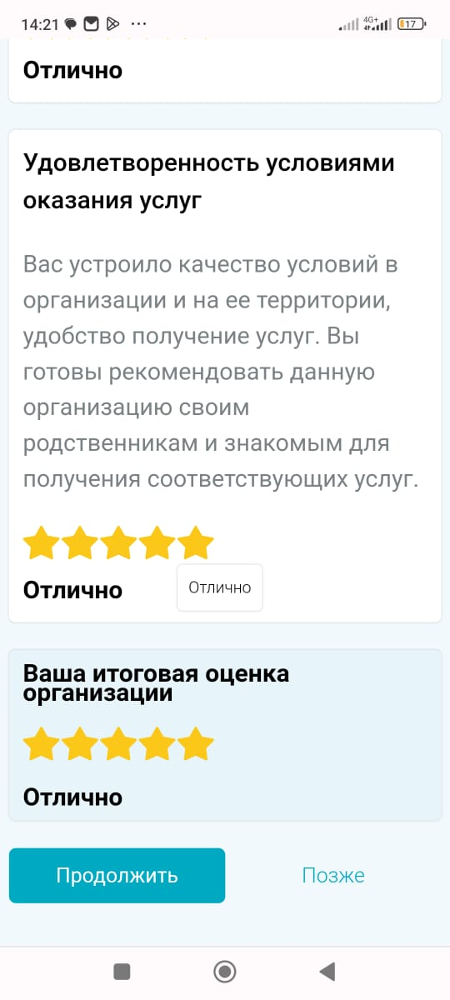 14:21
4G+
17
Отлично
Удовлетворенность условиями
оказания услуг
Вас устроило качество условий в
организации и на ее территории,
удобство получение услуг. Вы
готовы рекомендовать данную
организацию своим
родственникам и знакомым для
получения соответствующих услуг.
Отлично
Отлично
Ваша итоговая оценка
организации
Отлично
Продолжить
Позже